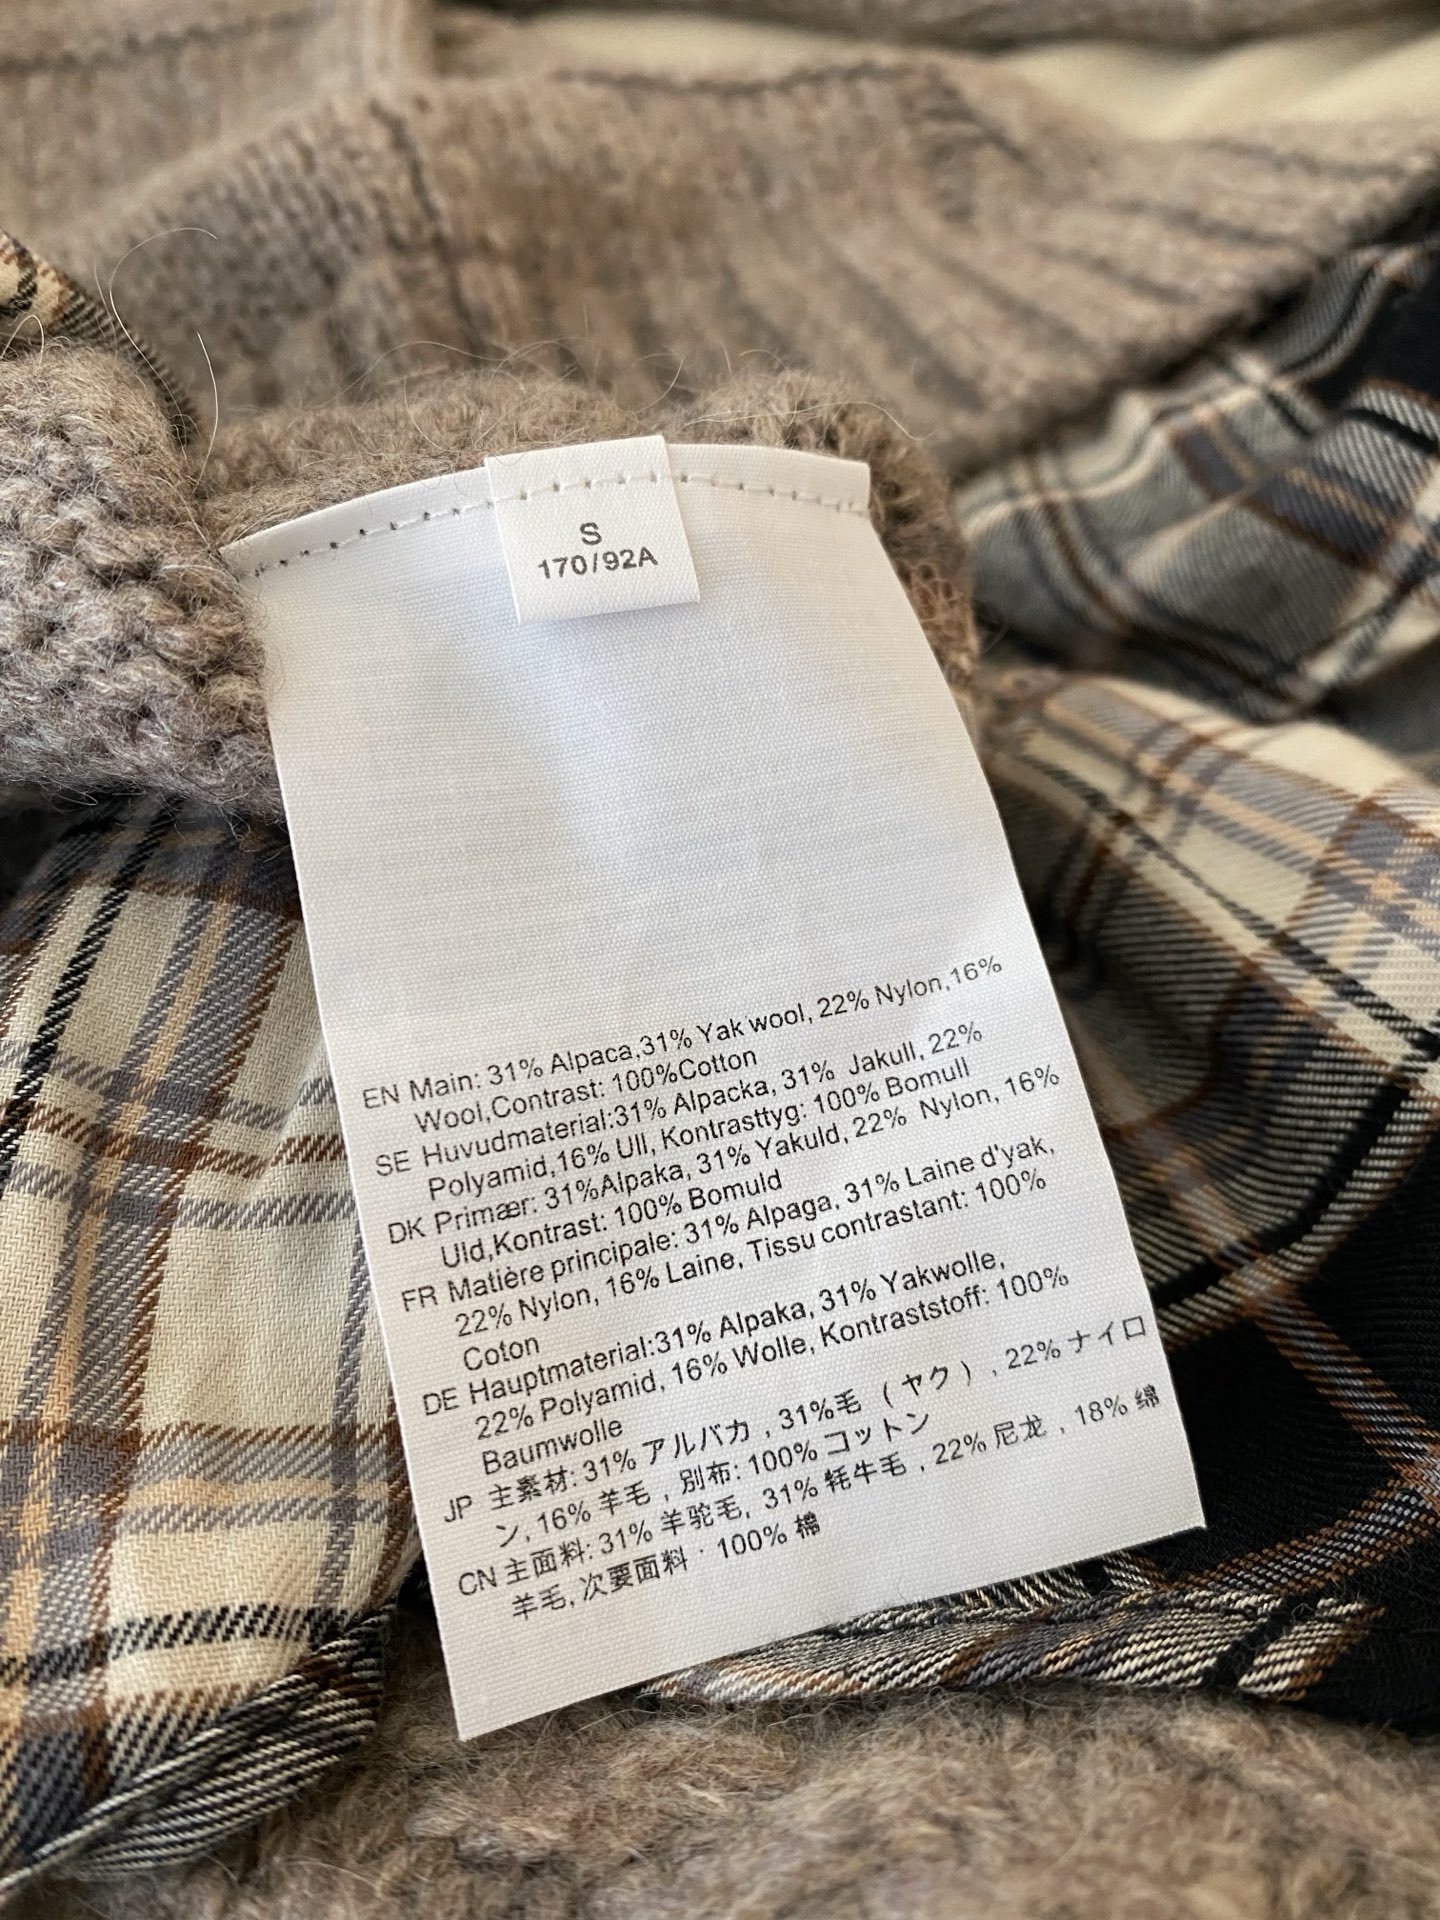 S
170/92A
EN Main: 31% Alpaca,31% Yak wool, 22% Nylon,16%
Wool,Contrast: 100%Cotton
SE Huvudmaterial:31% Alpacka, 31% Jakull, 22%
Polyamid,16% Ull, Kontrasttyg: 100% Bomull
DK Primær: 31%Alpaka, 31% Yakuld, 22% Nylon, 16%
Uld,Kontrast: 100% Bomuld
FR Matière principale: 31% Alpaga, 31% Laine d'yak,
22% Nylon, 16% Laine, Tissu contrastant: 100%
Coton
DE Hauptmaterial:31% Alpaka, 31% Yakwolle,
22% Polyamid, 16% Wolle, Kontraststoff: 100%
Baumwolle
JP 主素材: 31% アルパカ , 31%毛 ( ヤク ) , 22% ナイロ
ン, 16% 羊毛 , 別布: 100% コットン
CN 主面料: 31% 羊驼毛, 31% 牦牛毛 , 22% 尼龙 , 18% 绵
羊毛, 次要面料 : 100% 棉